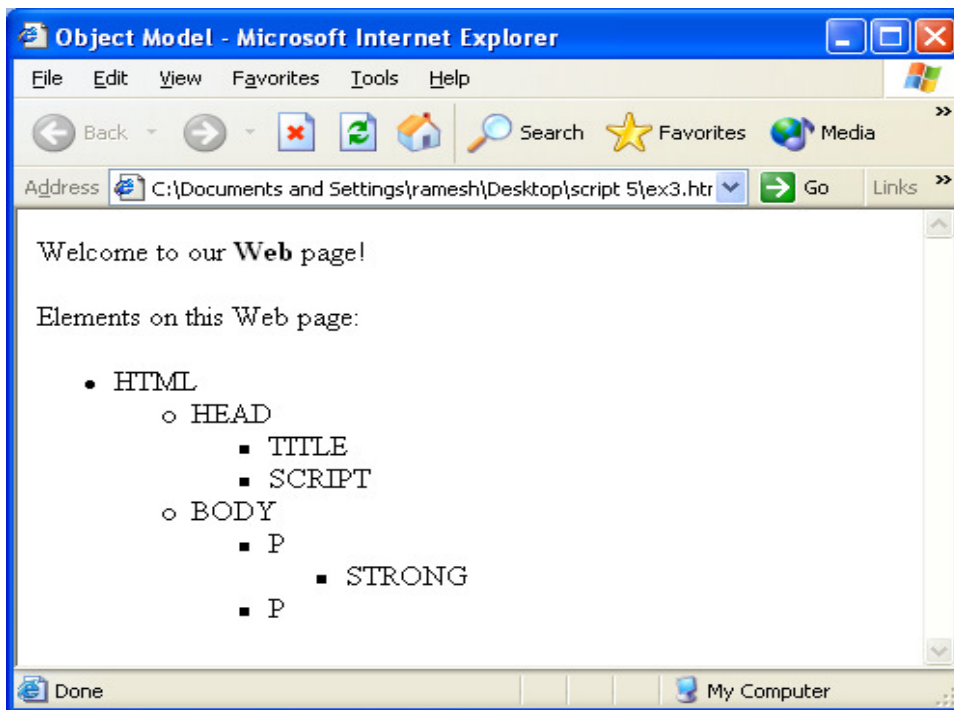 Object Model - Microsoft Internet Explorer
File Edit View Favorites Tools Help
Back Search Favorites Media »
Address C:\Documents and Settings\ramesh\Desktop\script 5\ex3.htm Go Links »
Welcome to our Web page!
Elements on this Web page:
• HTML
o HEAD
▪ TITLE
▪ SCRIPT
o BODY
▪ P
▪ STRONG
▪ P
Done My Computer